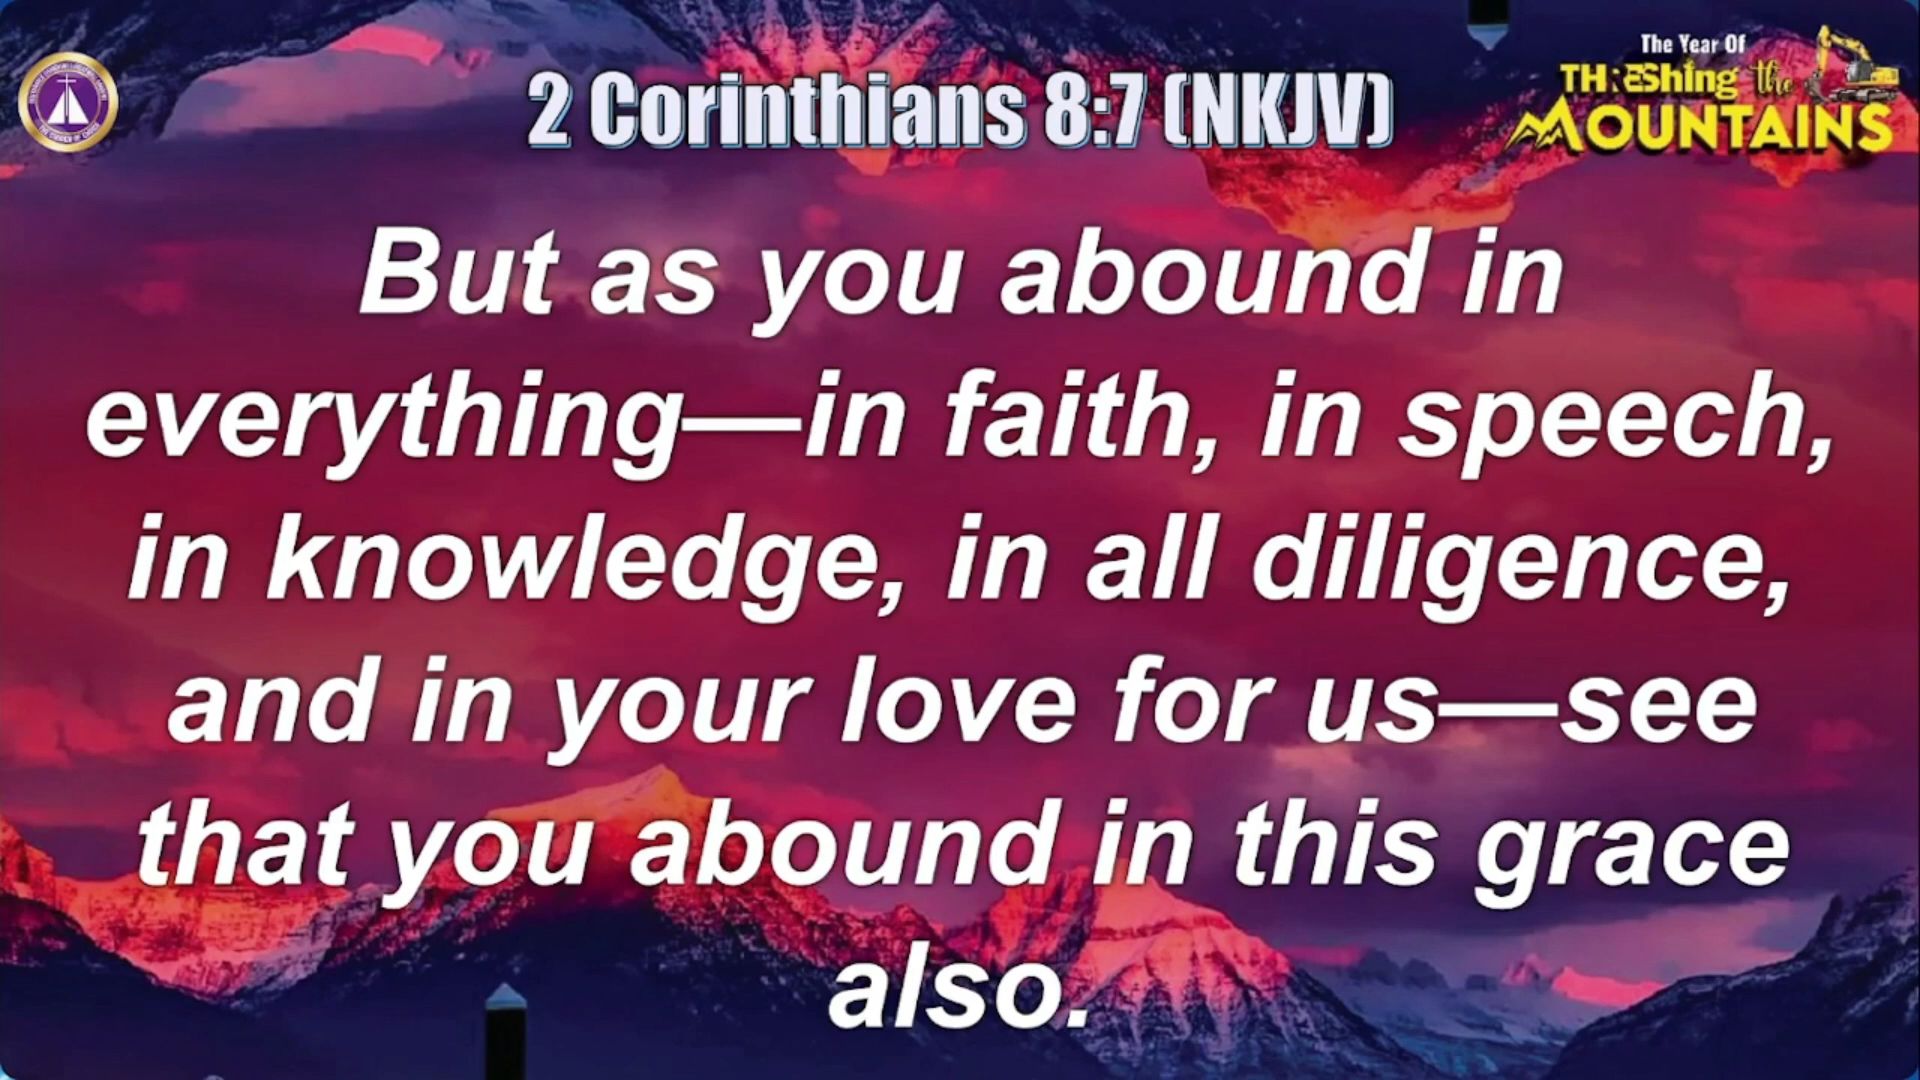 2 Corinthians 8:7 (NKJV)
The Year Of
THRESHING the
MOUNTAINS
But as you abound in
everything—in faith, in speech,
in knowledge, in all diligence,
and in your love for us—see
that you abound in this grace
also.